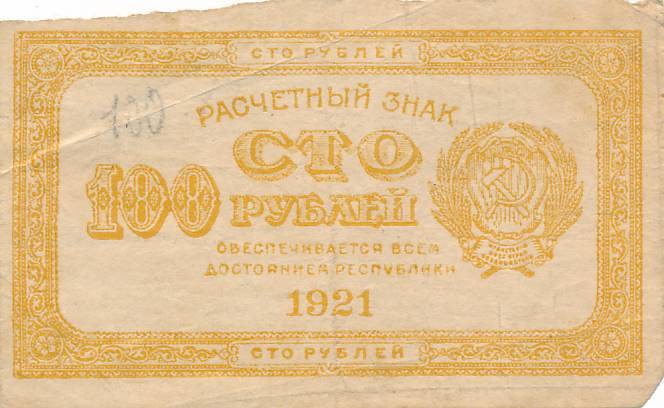 СТО РУБЛЕЙ
100
РАСЧЕТНЫЙ ЗНАК
100
СТО
РУБЛЕЙ
ОБЕСПЕЧИВАЕТСЯ ВСЕМ
ДОСТОЯНИЕМ РЕСПУБЛИКИ
1921
СТО РУБЛЕЙ